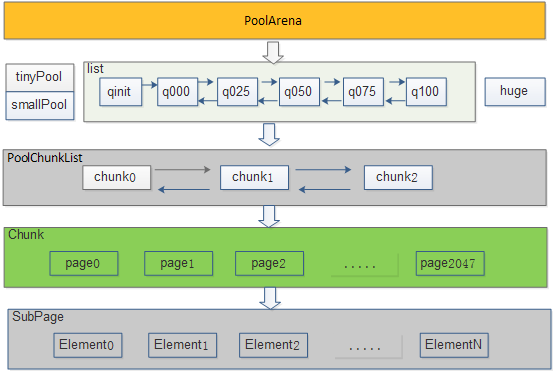 PoolArena
tinyPool
smallPool
list
qinit q000 q025 q050 q075 q100
huge
PoolChunkList
chunk0 chunk1 chunk2
Chunk
page0 page1 page2 ..... page2047
SubPage
Element0 Element1 Element2 ..... ElementN